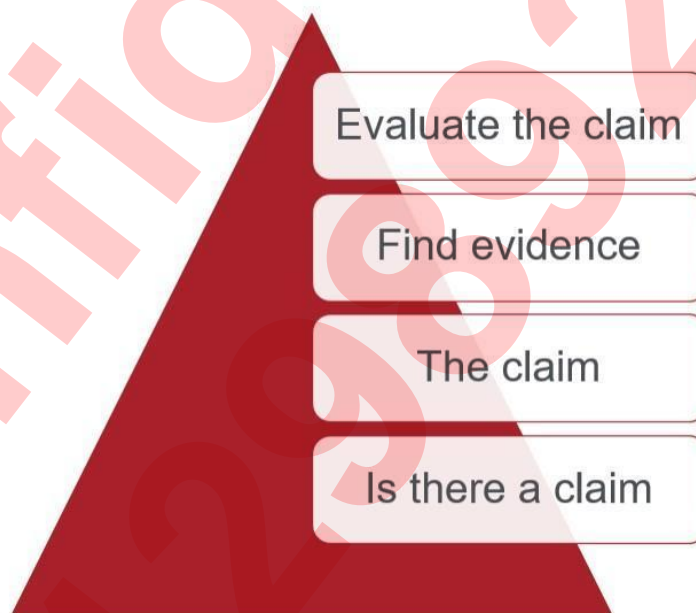 Evaluate the claim
Find evidence
The claim
Is there a claim